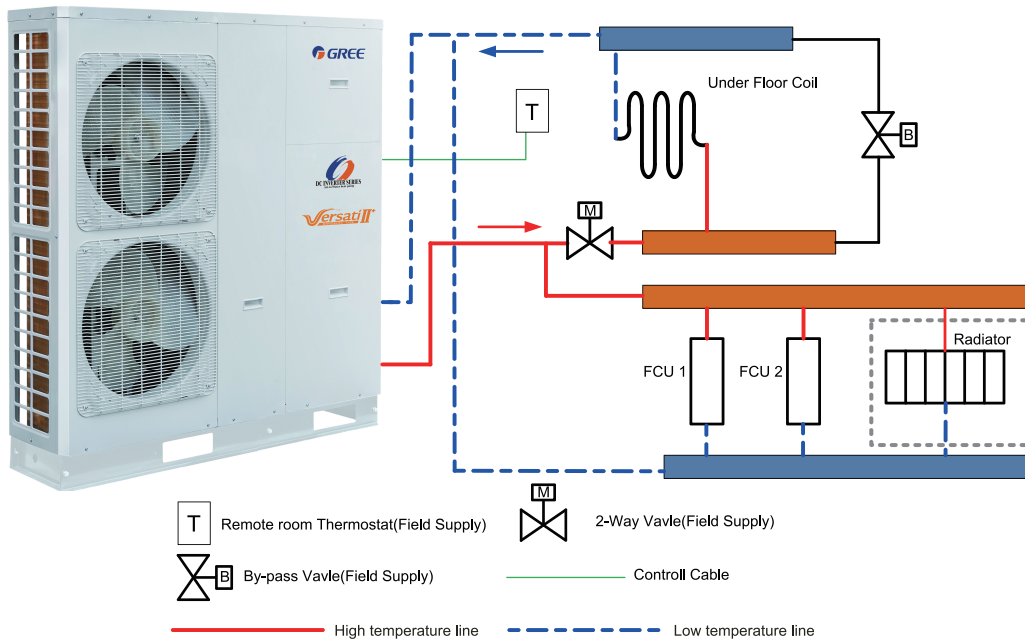 GREE
Under Floor Coil
T
B
DC INVERTER SERIES
Versati II+
M
Radiator
FCU 1
FCU 2
M
T
Remote room Thermostat(Field Supply)
2-Way Vavle(Field Supply)
B
By-pass Vavle(Field Supply)
Controll Cable
High temperature line
Low temperature line